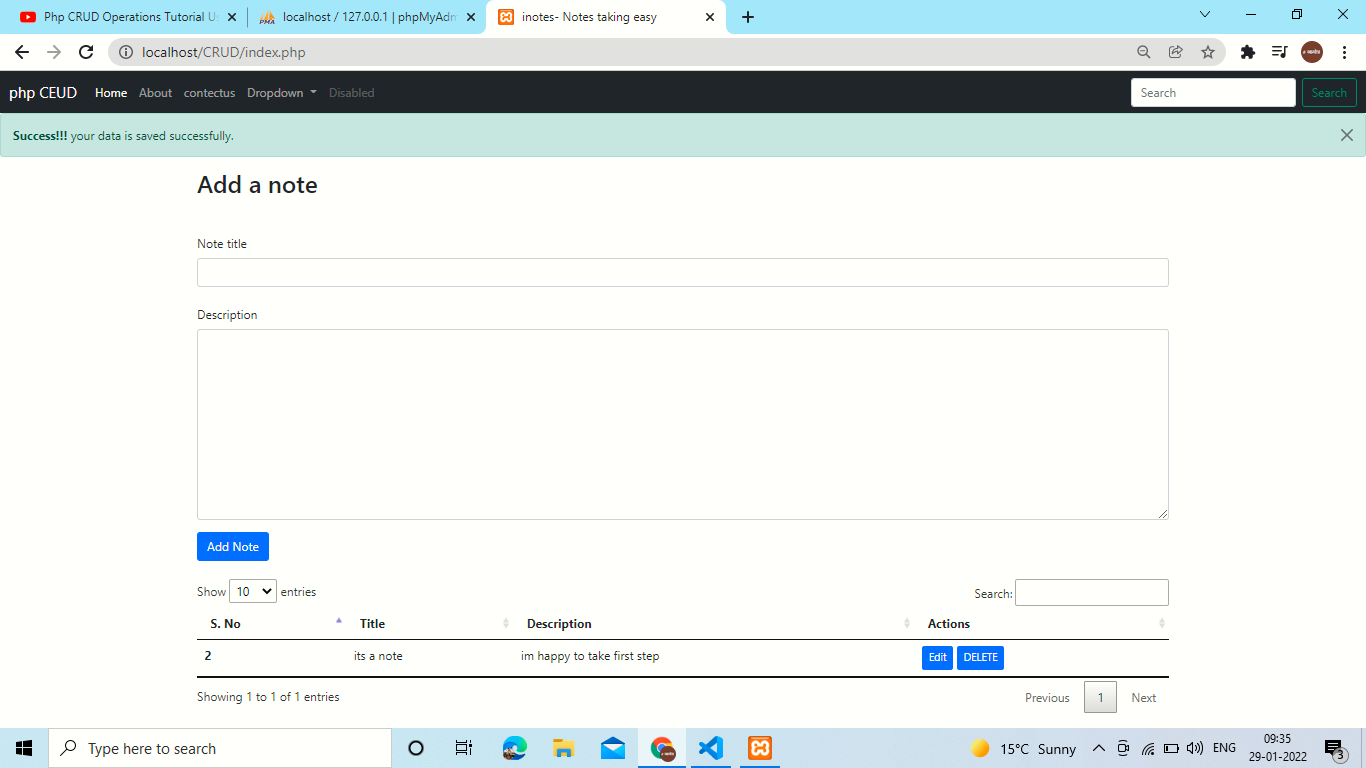 Php CRUD Operations Tutorial Us
localhost / 127.0.0.1 | phpMyAdm
inotes- Notes taking easy
localhost/CRUD/index.php
php CEUD Home About contectus Dropdown Disabled Search Search
Success!!! your data is saved successfully.
Add a note
Note title
Description
Add Note
Show 10 entries Search:
S. No Title Description Actions
2 its a note im happy to take first step Edit DELETE
Showing 1 to 1 of 1 entries Previous 1 Next
Type here to search
15°C Sunny
ENG
09:35
29-01-2022
3